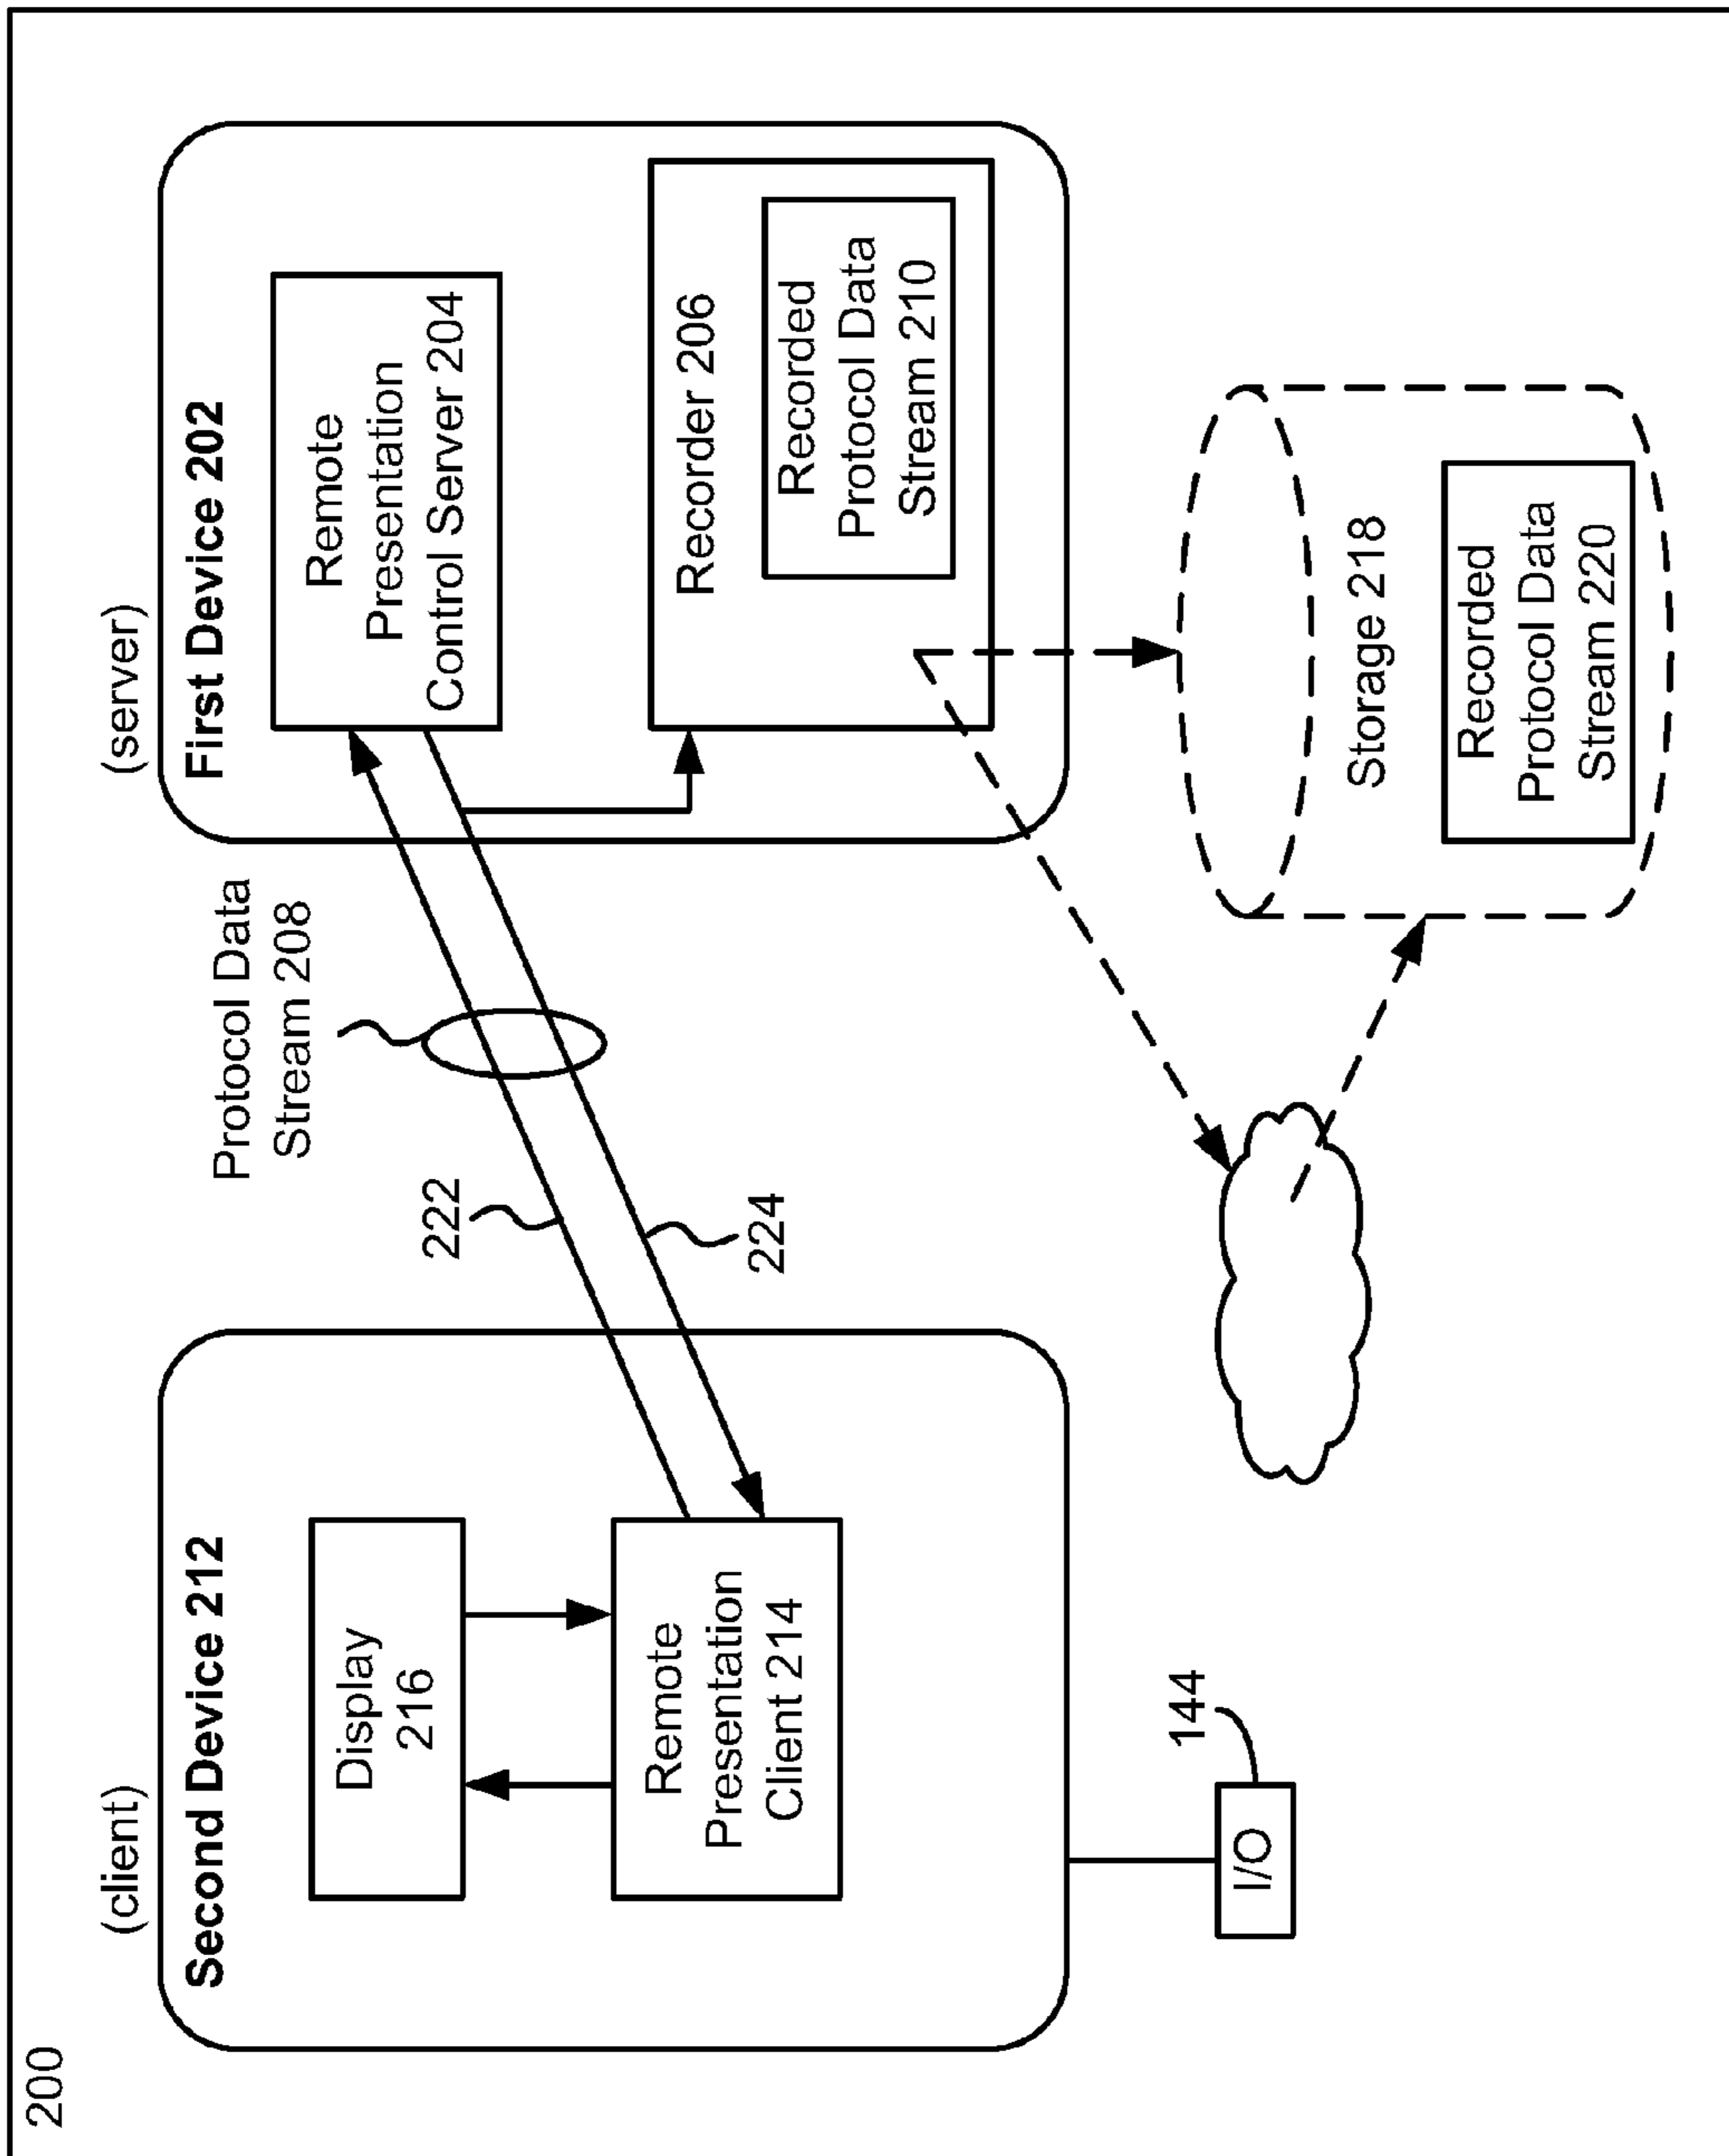 200
(client)
Second Device 212
Display
216
Remote
Presentation
Client 214
I/O
144
222
224
Protocol Data
Stream 208
(server)
First Device 202
Remote
Presentation
Control Server 204
Recorder 206
Recorded
Protocol Data
Stream 210
Storage 218
Recorded
Protocol Data
Stream 220